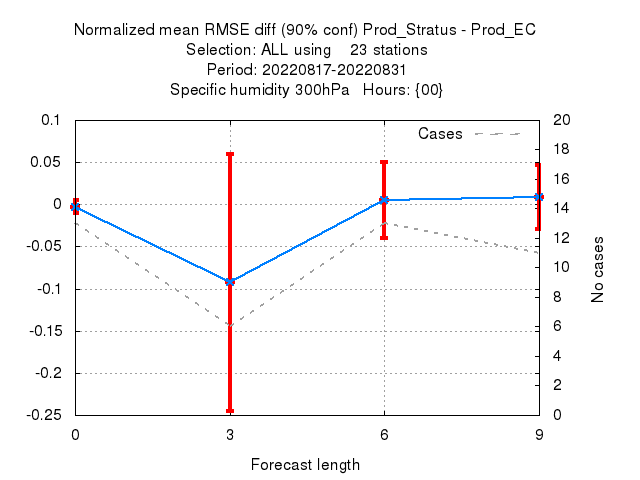 Normalized mean RMSE diff (90% conf) Prod_Stratus - Prod_EC
Selection: ALL using    23 stations
Period: 20220817-20220831
Specific humidity 300hPa   Hours: {00}
Cases
0.1
0.05
0
-0.05
-0.1
-0.15
-0.2
-0.25
20
18
16
14
12
10
8
6
4
2
0
No cases
0 3 6 9
Forecast length